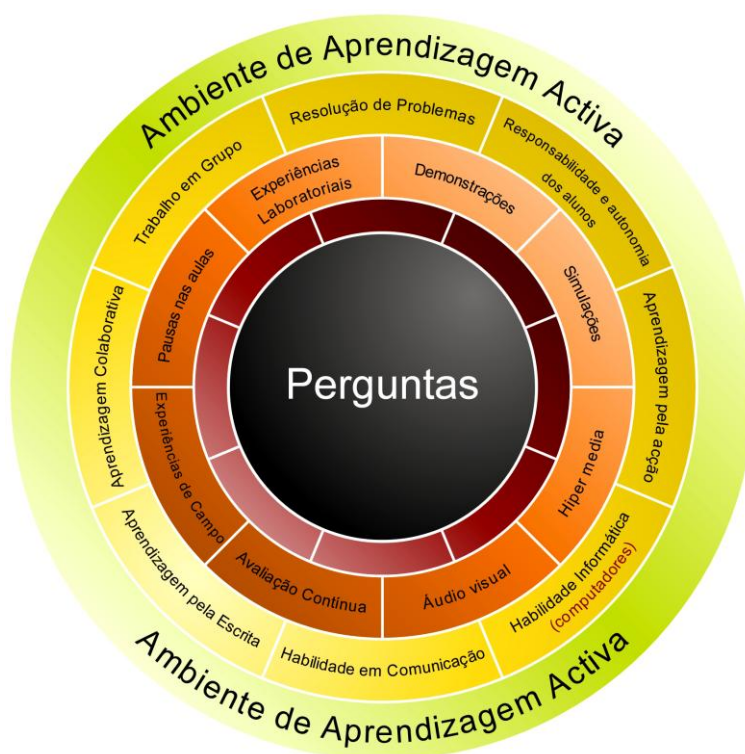 Ambiente de Aprendizagem Activa
Resolução de Problemas
Responsabilidade e autonomia
dos alunos
Aprendizagem pela acção
Habilidade Informática
(computadores)
Habilidade em Comunicação
Aprendizagem pela Escrita
Aprendizagem Colaborativa
Trabalho em Grupo
Experiências
Laboratoriais
Demonstrações
Simulações
Hiper media
Áudio visual
Avaliação Contínua
Experiências de Campo
Pausas nas aulas
Perguntas
Ambiente de Aprendizagem Activa